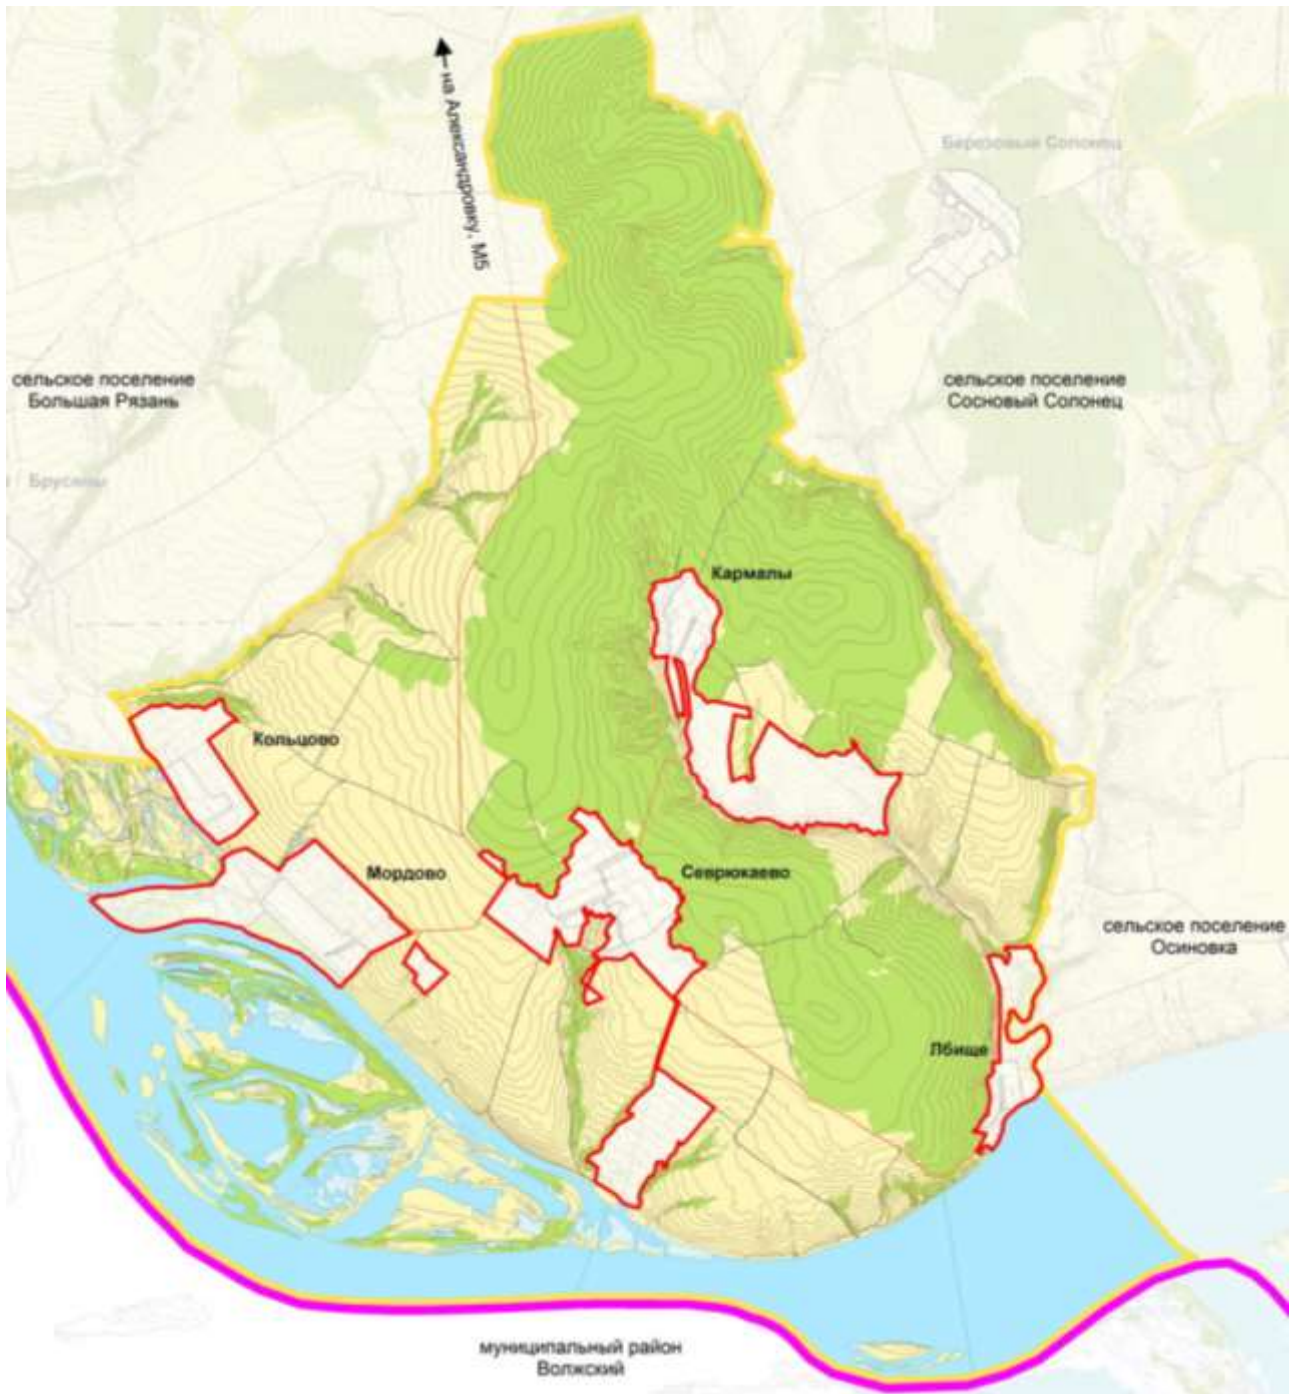 на Александровку, М5
Березовый Солонец
сельское поселение
Большая Рязань
сельское поселение
Сосновый Солонец
Брусяны
Кармалы
Кольцово
Мордово
Севрюкаево
сельское поселение
Осиновка
Лбище
муниципальный район
Волжский